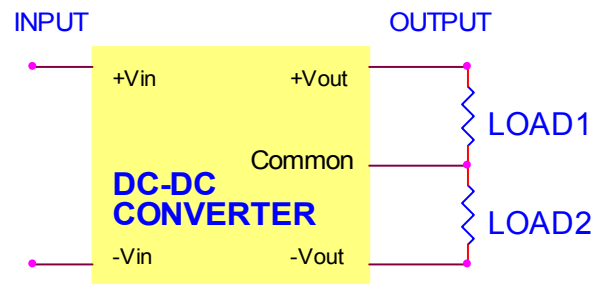 INPUT
OUTPUT
+Vin
+Vout
LOAD1
Common
DC-DC
CONVERTER
LOAD2
-Vin
-Vout